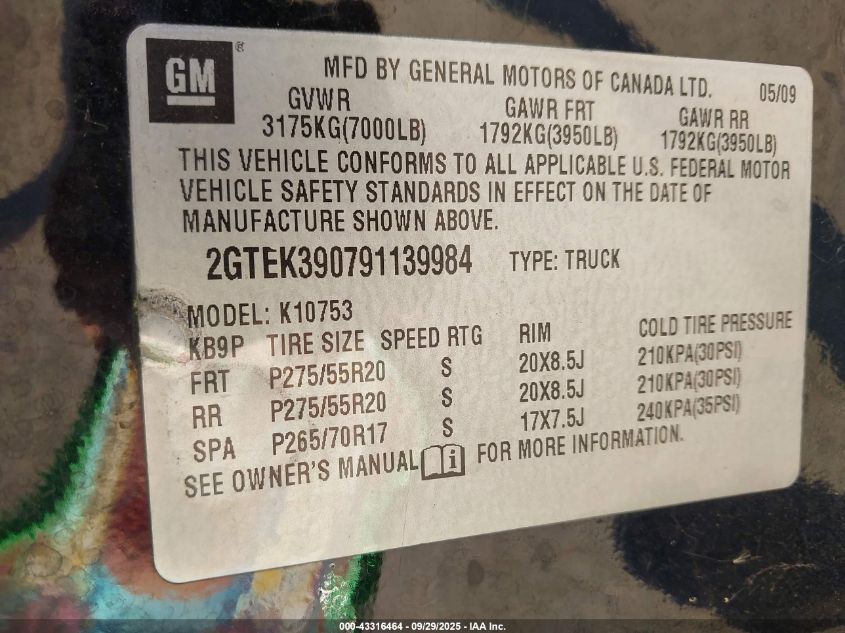 GM®
MFD BY GENERAL MOTORS OF CANADA LTD. 05/09
GVWR GAWR FRT GAWR RR
3175KG(7000LB) 1792KG(3950LB) 1792KG(3950LB)
THIS VEHICLE CONFORMS TO ALL APPLICABLE U.S. FEDERAL MOTOR
VEHICLE SAFETY STANDARDS IN EFFECT ON THE DATE OF
MANUFACTURE SHOWN ABOVE.
2GTEK390791139984 TYPE: TRUCK
MODEL: K10753
KB9P TIRE SIZE SPEED RTG RIM COLD TIRE PRESSURE
FRT P275/55R20 S 20X8.5J 210KPA(30PSI)
RR P275/55R20 S 20X8.5J 210KPA(30PSI)
SPA P265/70R17 S 17X7.5J 240KPA(35PSI)
SEE OWNER'S MANUAL i FOR MORE INFORMATION.
000-43316464 - 09/29/2025 - IAA Inc.